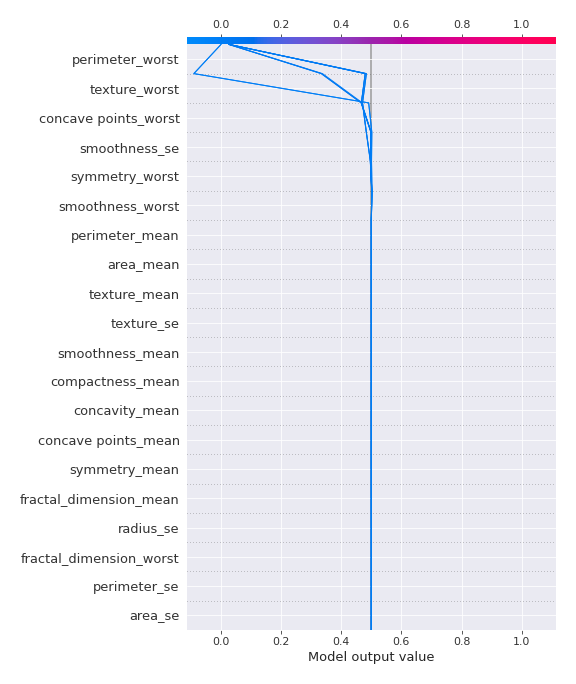 0.0 0.2 0.4 0.6 0.8 1.0
perimeter_worst
texture_worst
concave points_worst
smoothness_se
symmetry_worst
smoothness_worst
perimeter_mean
area_mean
texture_mean
texture_se
smoothness_mean
compactness_mean
concavity_mean
concave points_mean
symmetry_mean
fractal_dimension_mean
radius_se
fractal_dimension_worst
perimeter_se
area_se
0.0 0.2 0.4 0.6 0.8 1.0
Model output value